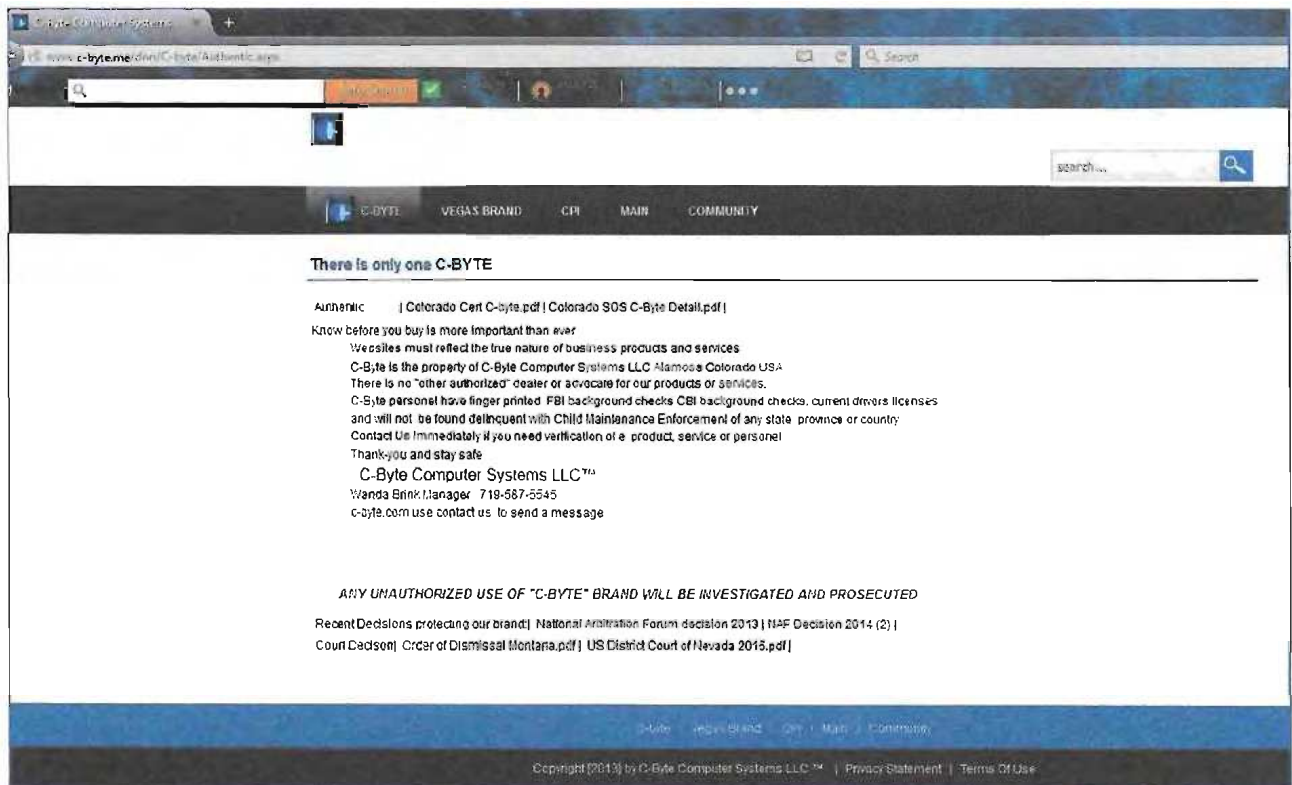 C-Byte Computer Systems +
www.c-byte.me/dnn/C-byte/Authentic.aspx Search
search...
C-BYTE VEGAS BRAND CPI MAIN COMMUNITY
There is only one C-BYTE
Authentic | Colorado Cert C-byte.pdf | Colorado SOS C-Byte Detail.pdf |
Know before you buy is more important than ever
Websites must reflect the true nature of business products and services
C-Byte is the property of C-Byte Computer Systems LLC Alamosa Colorado USA
There is no "other authorized" dealer or advocate for our products or services.
C-Byte personel have finger printed FBI background checks CBI background checks, current drivers licenses
and will not be found delinquent with Child Maintenance Enforcement of any state province or country
Contact Us Immediately if you need verification of a product, service or personel
Thank-you and stay safe
C-Byte Computer Systems LLC™
Wanda Brink Manager 719-587-5545
c-byte.com use contact us to send a message
ANY UNAUTHORIZED USE OF "C-BYTE" BRAND WILL BE INVESTIGATED AND PROSECUTED
Recent Decisions protecting our brand:| National Arbitration Forum decision 2013 | NAF Decision 2014 (2) |
Court Decison| Order of Dismissal Montana.pdf | US District Court of Nevada 2015.pdf |
C-byte Vegas Brand | CPI | Main | Community
Copyright [2013] by C-Byte Computer Systems LLC ™ | Privacy Statement | Terms Of Use